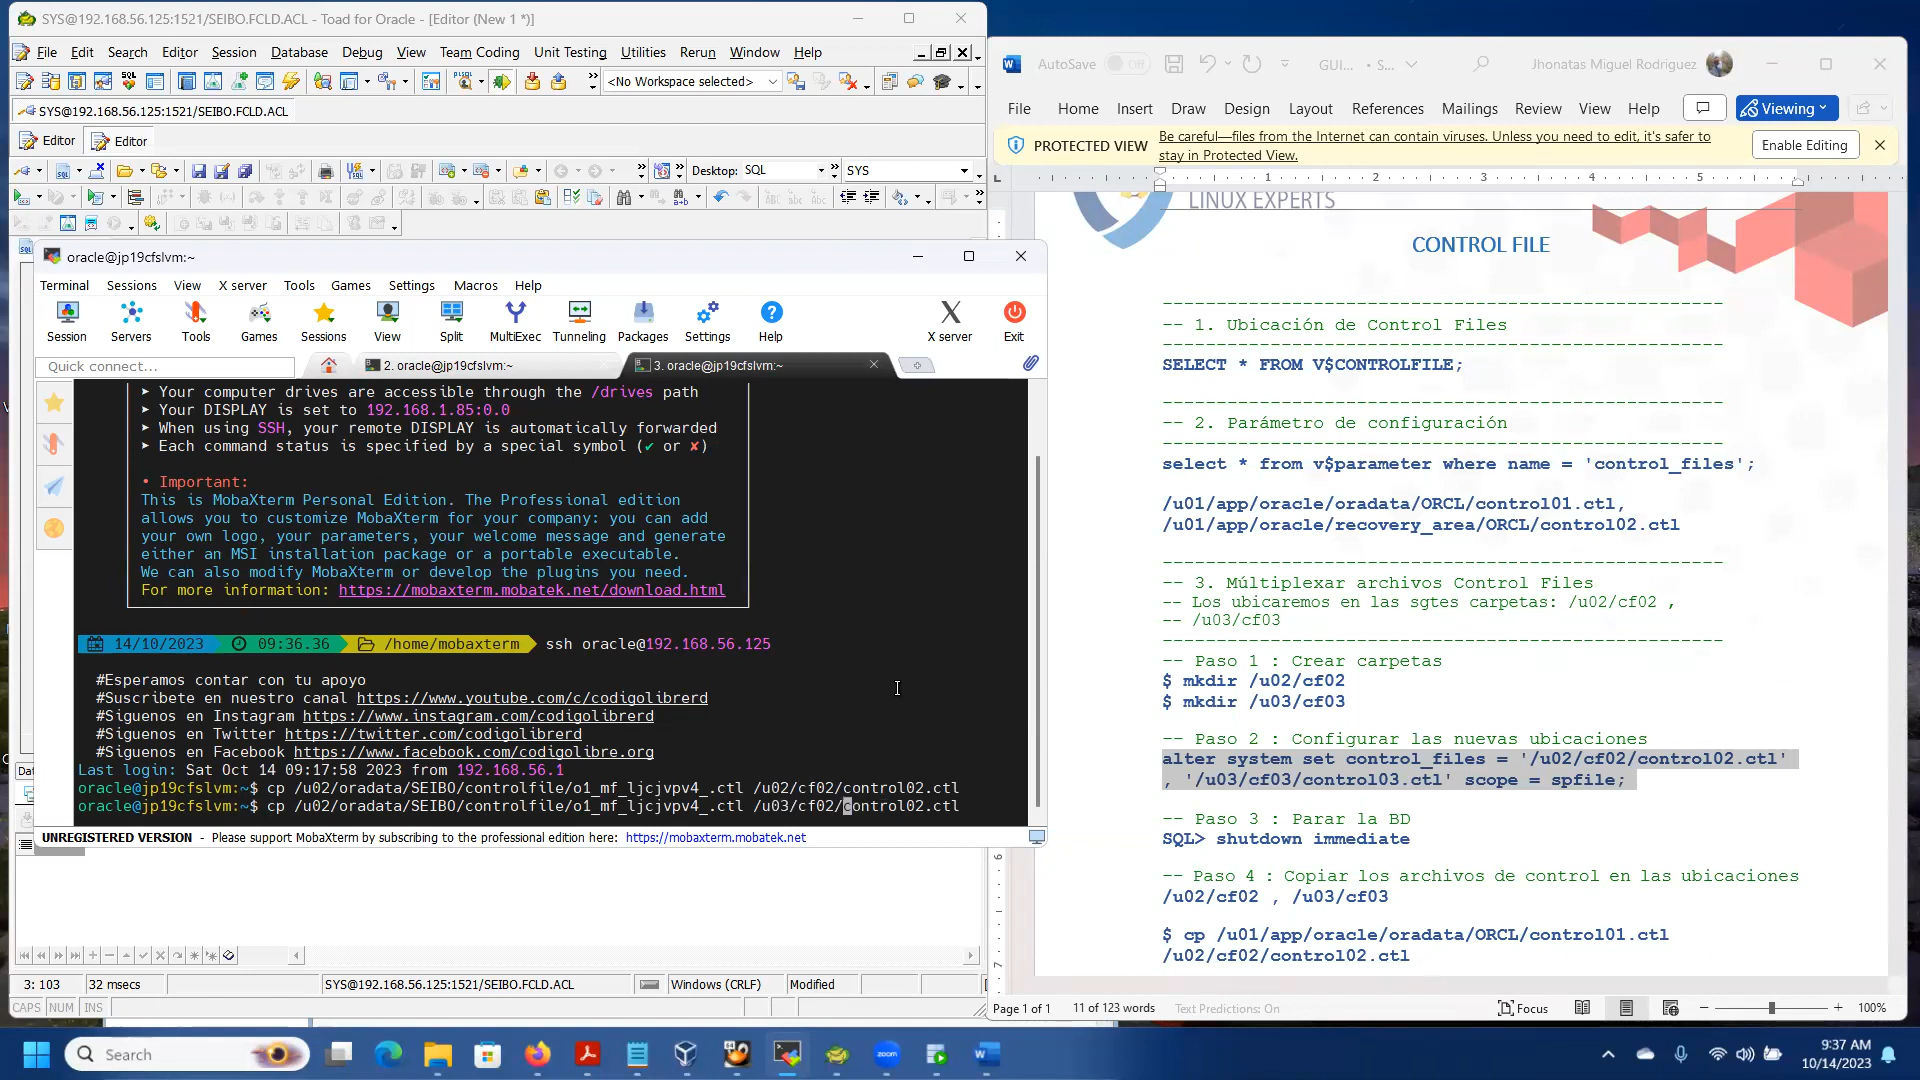 SYS@192.168.56.125:1521/SEIBO.FCLD.ACL - Toad for Oracle - [Editor (New 1 *)]
File Edit Search Editor Session Database Debug View Team Coding Unit Testing Utilities Rerun Window Help
<No Workspace selected>
SYS@192.168.56.125:1521/SEIBO.FCLD.ACL
Editor Editor
Desktop: SQL SYS
oracle@jp19cfslvm:~
Terminal Sessions View X server Tools Games Settings Macros Help
Session Servers Tools Games Sessions View Split MultiExec Tunneling Packages Settings Help X server Exit
Quick connect... 2. oracle@jp19cfslvm:~ 3. oracle@jp19cfslvm:~
➤ Your computer drives are accessible through the /drives path
➤ Your DISPLAY is set to 192.168.1.85:0.0
➤ When using SSH, your remote DISPLAY is automatically forwarded
➤ Each command status is specified by a special symbol (✔ or ✘)
• Important:
This is MobaXterm Personal Edition. The Professional edition
allows you to customize MobaXterm for your company: you can add
your own logo, your parameters, your welcome message and generate
either an MSI installation package or a portable executable.
We can also modify MobaXterm or develop the plugins you need.
For more information: https://mobaxterm.mobatek.net/download.html
14/10/2023 09:36.36 /home/mobaxterm ssh oracle@192.168.56.125
#Esperamos contar con tu apoyo
#Suscribete en nuestro canal https://www.youtube.com/c/codigolibrerd
#Siguenos en Instagram https://www.instagram.com/codigolibrerd
#Siguenos en Twitter https://twitter.com/codigolibrerd
#Siguenos en Facebook https://www.facebook.com/codigolibre.org
Last login: Sat Oct 14 09:17:58 2023 from 192.168.56.1
oracle@jp19cfslvm:~$ cp /u02/oradata/SEIBO/controlfile/o1_mf_ljcjvpv4_.ctl /u02/cf02/control02.ctl
oracle@jp19cfslvm:~$ cp /u02/oradata/SEIBO/controlfile/o1_mf_ljcjvpv4_.ctl /u03/cf02/control02.ctl
UNREGISTERED VERSION - Please support MobaXterm by subscribing to the professional edition here: https://mobaxterm.mobatek.net
3: 103 32 msecs SYS@192.168.56.125:1521/SEIBO.FCLD.ACL Windows (CRLF) Modified
CAPS NUM INS
AutoSave Off GUI... • S... Jhonatas Miguel Rodriguez
File Home Insert Draw Design Layout References Mailings Review View Help Viewing
PROTECTED VIEW Be careful—files from the Internet can contain viruses. Unless you need to edit, it's safer to
stay in Protected View. Enable Editing
1 2 3 4 5
LINUX EXPERTS
CONTROL FILE
----------------------------------------------------
-- 1. Ubicación de Control Files
----------------------------------------------------
SELECT * FROM V$CONTROLFILE;
----------------------------------------------------
-- 2. Parámetro de configuración
----------------------------------------------------
select * from v$parameter where name = 'control_files';
/u01/app/oracle/oradata/ORCL/control01.ctl,
/u01/app/oracle/recovery_area/ORCL/control02.ctl
----------------------------------------------------
-- 3. Múltiplexar archivos Control Files
-- Los ubicaremos en las sgtes carpetas: /u02/cf02 ,
-- /u03/cf03
----------------------------------------------------
-- Paso 1 : Crear carpetas
$ mkdir /u02/cf02
$ mkdir /u03/cf03
-- Paso 2 : Configurar las nuevas ubicaciones
alter system set control_files = '/u02/cf02/control02.ctl'
, '/u03/cf03/control03.ctl' scope = spfile;
-- Paso 3 : Parar la BD
SQL> shutdown immediate
-- Paso 4 : Copiar los archivos de control en las ubicaciones
/u02/cf02 , /u03/cf03
$ cp /u01/app/oracle/oradata/ORCL/control01.ctl
/u02/cf02/control02.ctl
Page 1 of 1 11 of 123 words Text Predictions: On Focus 100%
Search
zoom
9:37 AM
10/14/2023